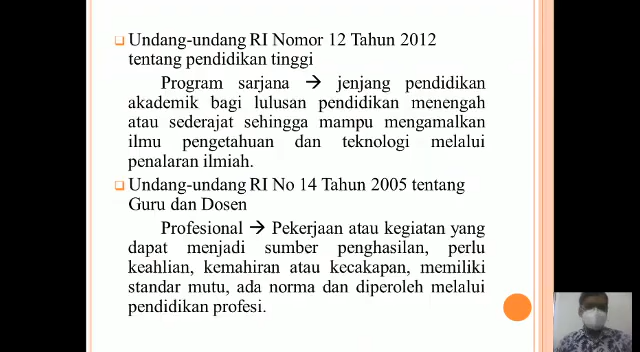 Undang-undang RI Nomor 12 Tahun 2012
tentang pendidikan tinggi
Program sarjana → jenjang pendidikan
akademik bagi lulusan pendidikan menengah
atau sederajat sehingga mampu mengamalkan
ilmu pengetahuan dan teknologi melalui
penalaran ilmiah.
Undang-undang RI No 14 Tahun 2005 tentang
Guru dan Dosen
Profesional → Pekerjaan atau kegiatan yang
dapat menjadi sumber penghasilan, perlu
keahlian, kemahiran atau kecakapan, memiliki
standar mutu, ada norma dan diperoleh melalui
pendidikan profesi.